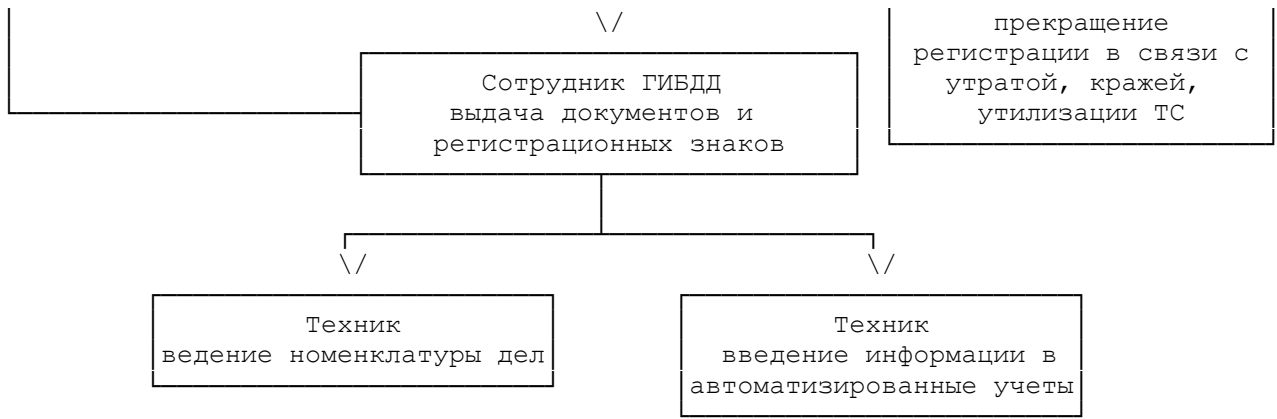 прекращение
регистрации в связи с
утратой, кражей,
утилизации ТС
Сотрудник ГИБДД
выдача документов и
регистрационных знаков
Техник
ведение номенклатуры дел
Техник
введение информации в
автоматизированные учеты